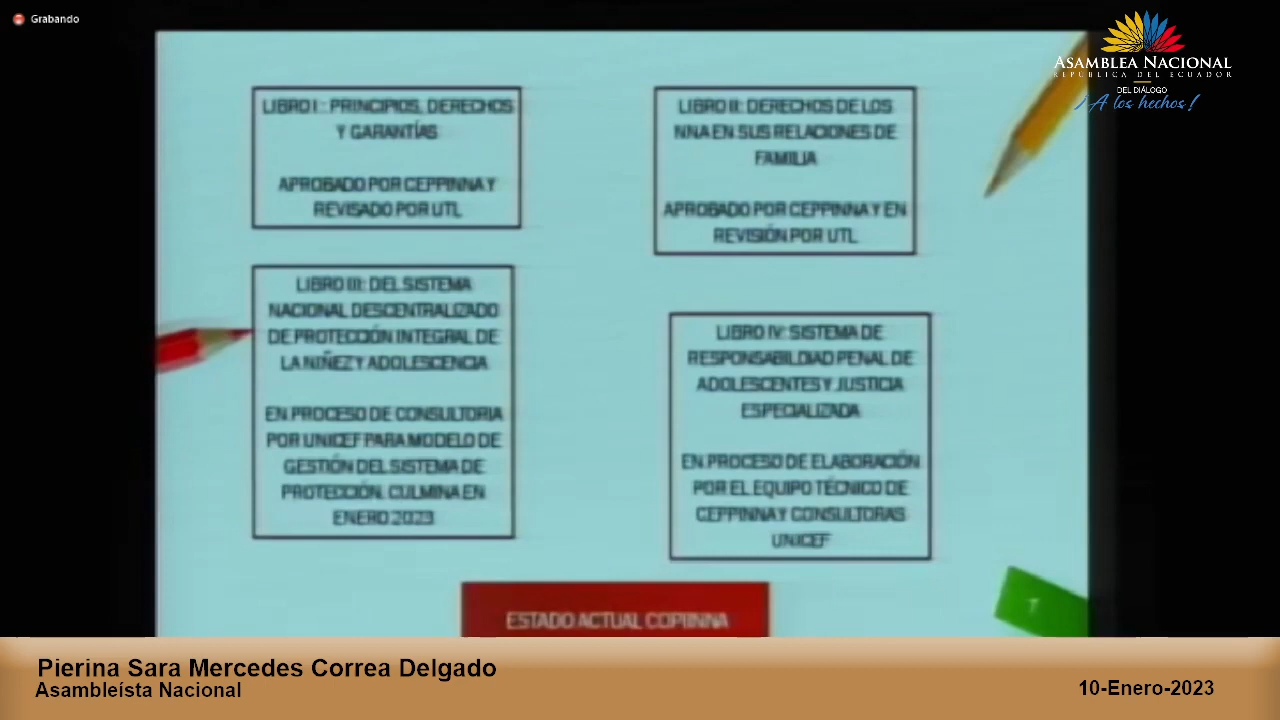 Grabando
ASAMBLEA NACIONAL
REPÚBLICA DEL ECUADOR
DEL DIÁLOGO
¡A los hechos!
LIBRO I : PRINCIPIOS, DERECHOS
Y GARANTÍAS
APROBADO POR CEPPINNA Y
REVISADO POR UTL
LIBRO II: DERECHOS DE LOS
NNA EN SUS RELACIONES DE
FAMILIA
APROBADO POR CEPPINNA Y EN
REVISIÓN POR UTL
LIBRO III: DEL SISTEMA
NACIONAL DESCENTRALIZADO
DE PROTECCIÓN INTEGRAL DE
LA NIÑEZ Y ADOLESCENCIA
EN PROCESO DE CONSULTORIA
POR UNICEF PARA MODELO DE
GESTIÓN DEL SISTEMA DE
PROTECCIÓN. CULMINA EN
ENERO 2023
LIBRO IV: SISTEMA DE
RESPONSABILDIAD PENAL DE
ADOLESCENTES Y JUSTICIA
ESPECIALIZADA
EN PROCESO DE ELABORACIÓN
POR EL EQUIPO TÉCNICO DE
CEPPINNA Y CONSULTORAS
UNICEF
ESTADO ACTUAL COPIINNA
Pierina Sara Mercedes Correa Delgado
Asambleísta Nacional
10-Enero-2023